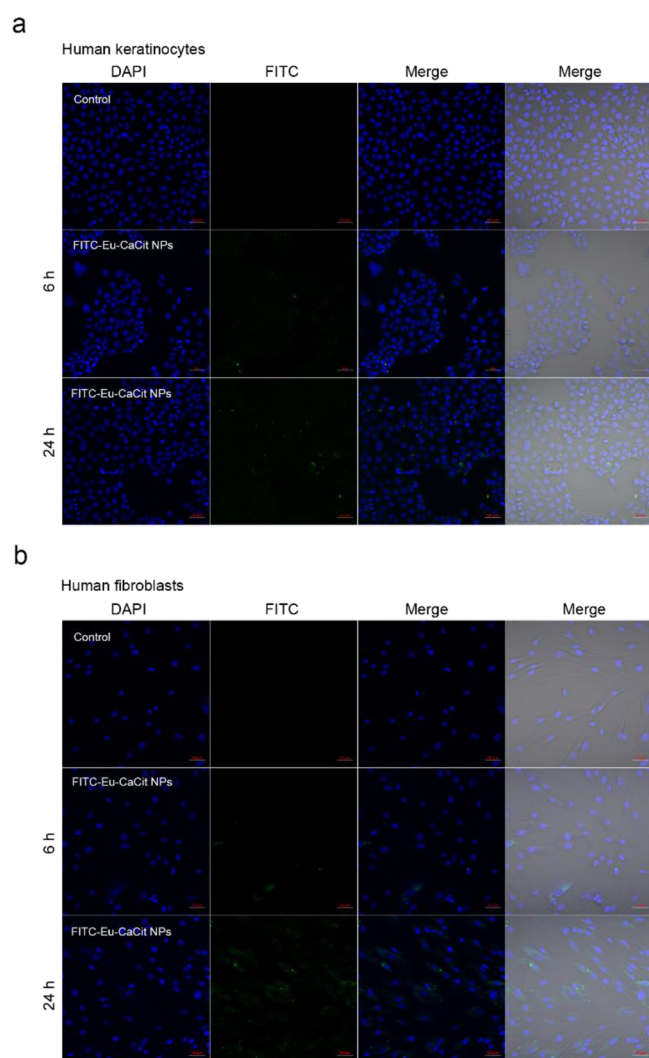 a
Human keratinocytes
DAPI FITC Merge Merge
Control
FITC-Eu-CaCit NPs
6 h
FITC-Eu-CaCit NPs
24 h
b
Human fibroblasts
DAPI FITC Merge Merge
Control
FITC-Eu-CaCit NPs
6 h
FITC-Eu-CaCit NPs
24 h